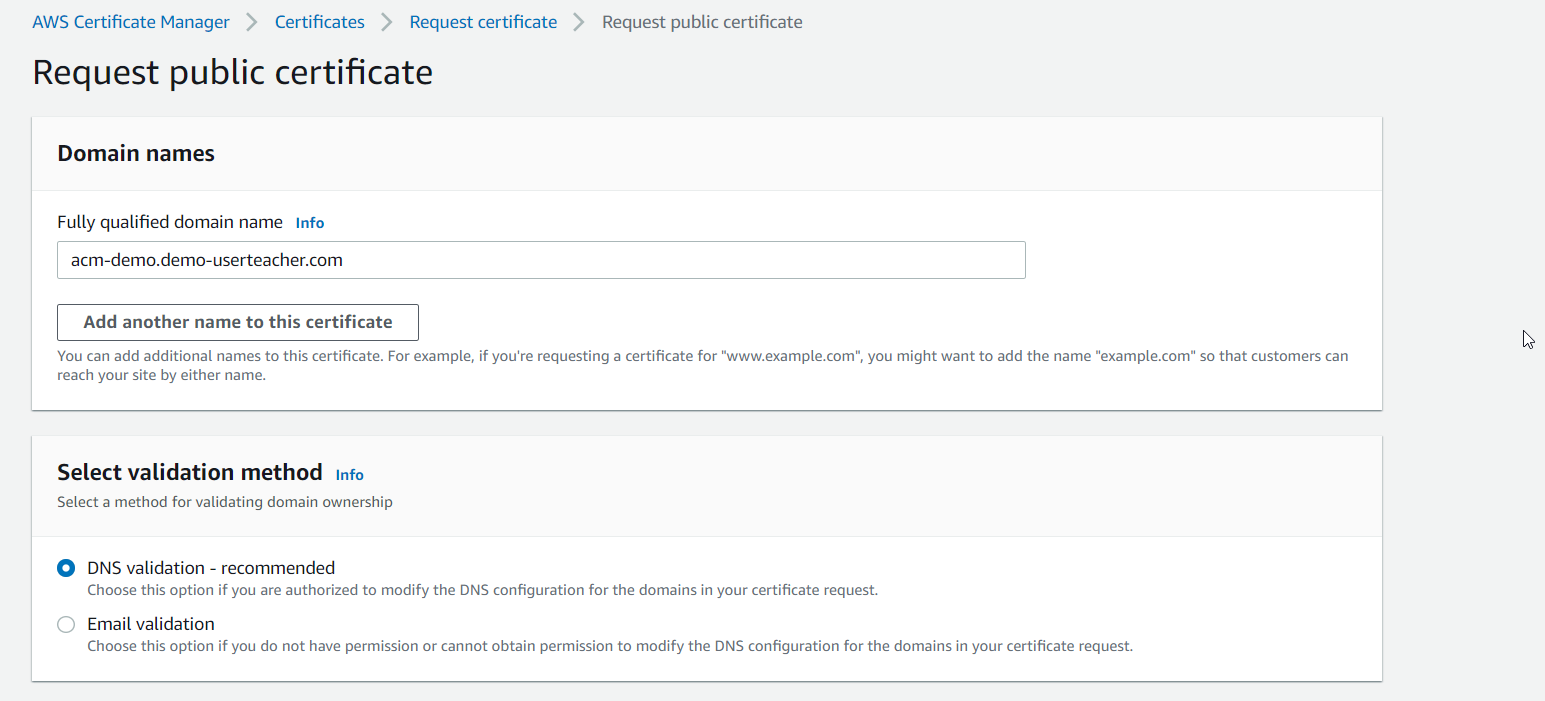 AWS Certificate Manager > Certificates > Request certificate > Request public certificate
Request public certificate
Domain names
Fully qualified domain name Info
acm-demo.demo-userteacher.com
Add another name to this certificate
You can add additional names to this certificate. For example, if you're requesting a certificate for "www.example.com", you might want to add the name "example.com" so that customers can
reach your site by either name.
Select validation method Info
Select a method for validating domain ownership
DNS validation - recommended
Choose this option if you are authorized to modify the DNS configuration for the domains in your certificate request.
Email validation
Choose this option if you do not have permission or cannot obtain permission to modify the DNS configuration for the domains in your certificate request.